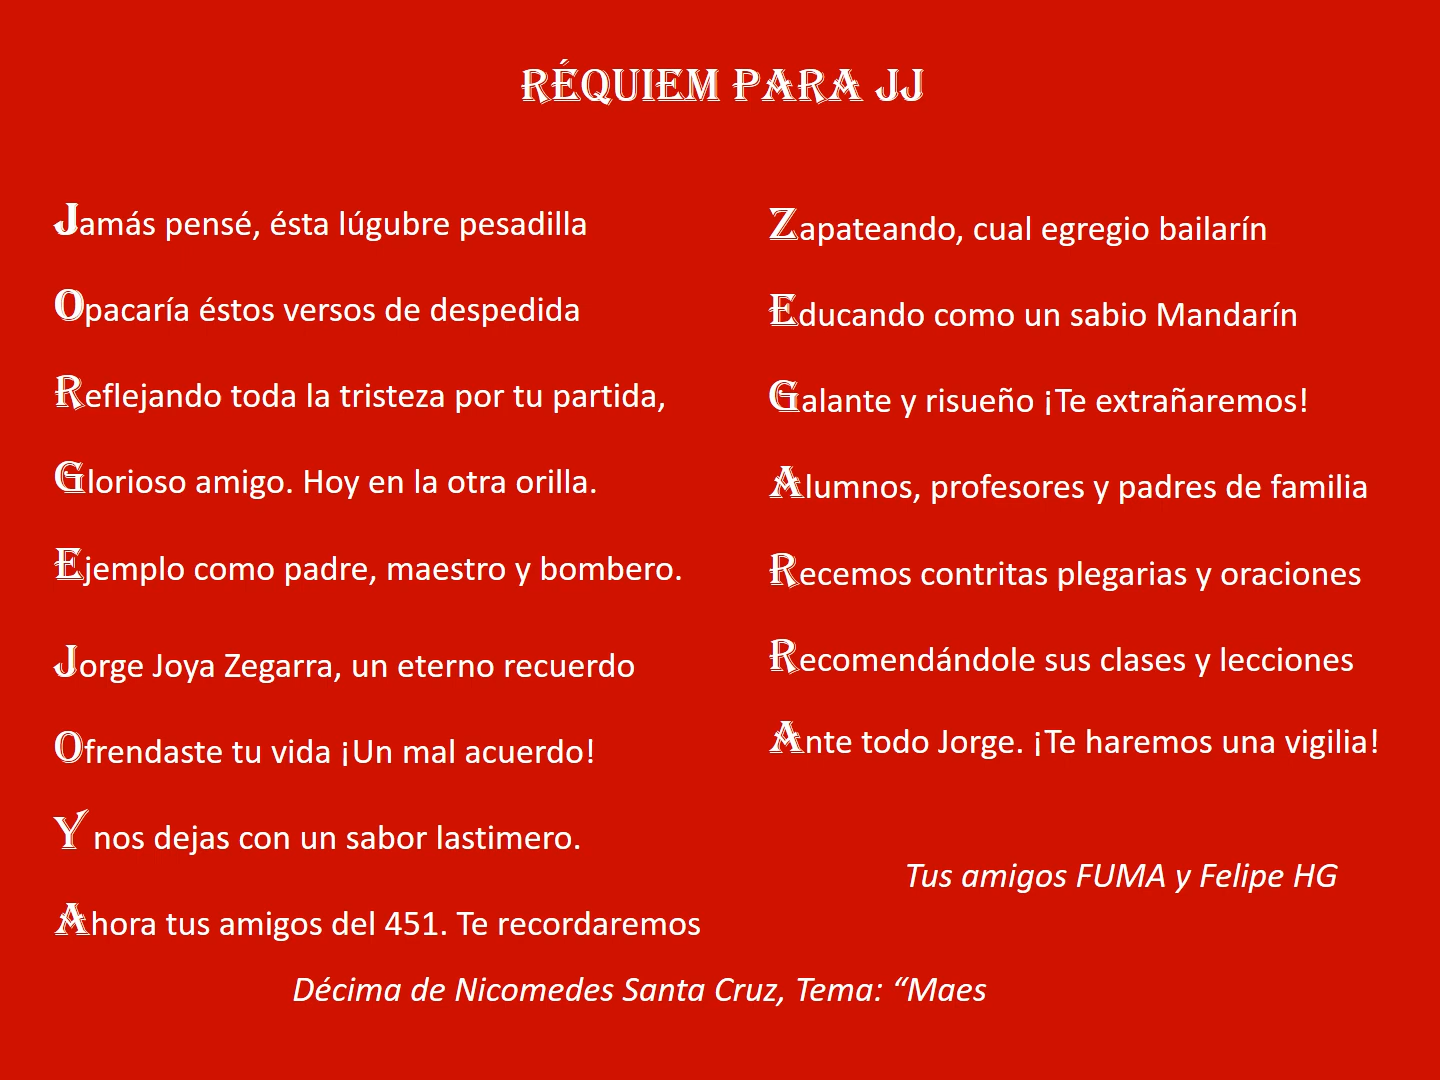 RÉQUIEM PARA JJ
Jamás pensé, ésta lúgubre pesadilla
Opacaría éstos versos de despedida
Reflejando toda la tristeza por tu partida,
Glorioso amigo. Hoy en la otra orilla.
Ejemplo como padre, maestro y bombero.
Jorge Joya Zegarra, un eterno recuerdo
Ofrendaste tu vida ¡Un mal acuerdo!
Y nos dejas con un sabor lastimero.
Ahora tus amigos del 451. Te recordaremos
Zapateando, cual egregio bailarín
Educando como un sabio Mandarín
Galante y risueño ¡Te extrañaremos!
Alumnos, profesores y padres de familia
Recemos contritas plegarias y oraciones
Recomendándole sus clases y lecciones
Ante todo Jorge. ¡Te haremos una vigilia!
Tus amigos FUMA y Felipe HG
Décima de Nicomedes Santa Cruz, Tema: “Maes